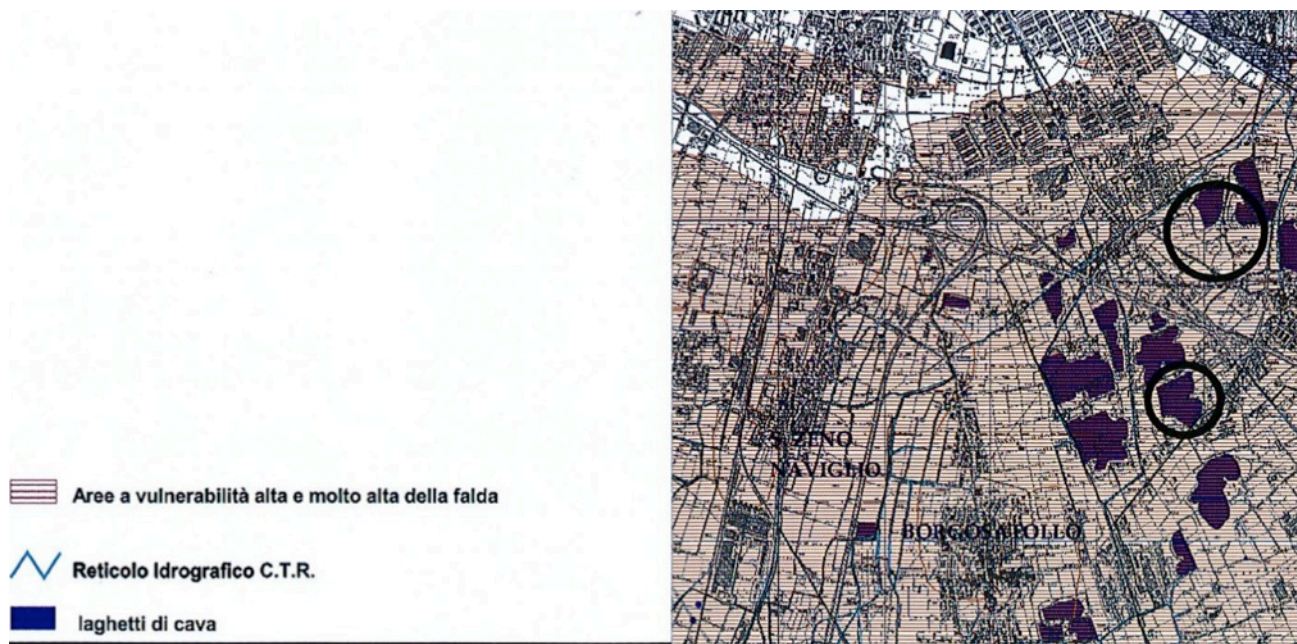 Aree a vulnerabilità alta e molto alta della falda
Reticolo Idrografico C.T.R.
laghetti di cava
S. ZENO
NAVIGLIO
BORGOSATOLLO